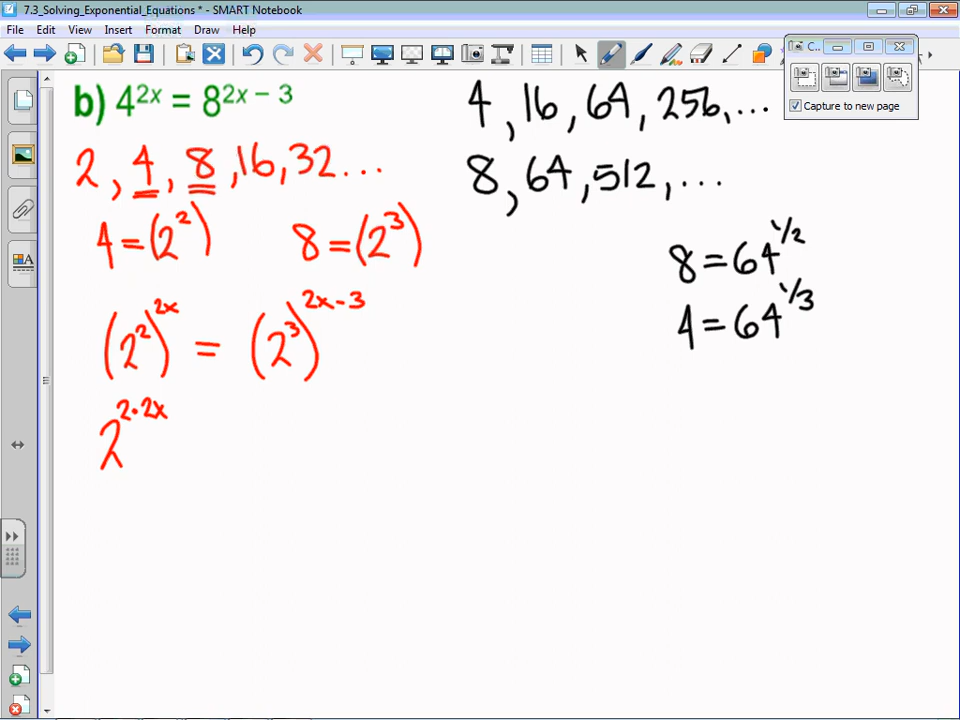 7.3_Solving_Exponential_Equations * - SMART Notebook
File Edit View Insert Format Draw Help
C...
Capture to new page
b) 4^{2x} = 8^{2x – 3}
2, 4, 8, 16, 32...
4 = (2^2) 8 = (2^3)
(2^2)^{2x} = (2^3)^{2x-3}
2^{2·2x}
4, 16, 64, 256, ...
8, 64, 512, ...
8 = 64^{1/2}
4 = 64^{1/3}